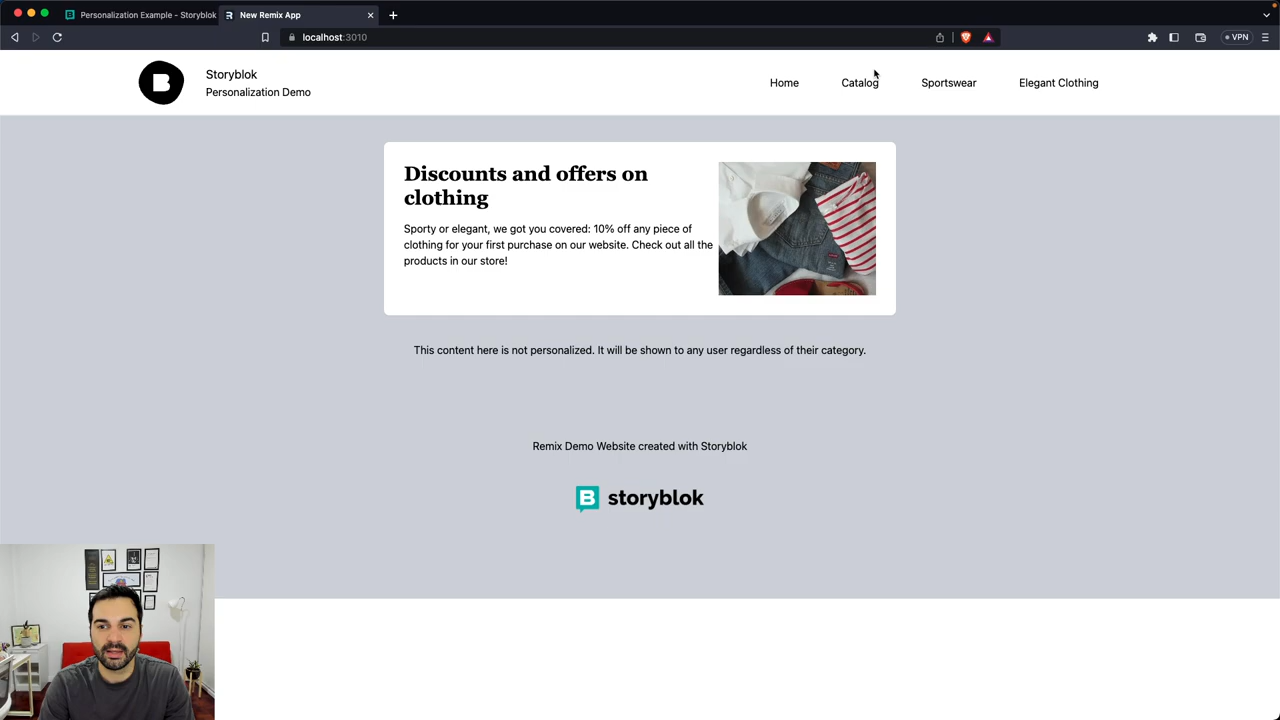 Personalization Example - Storyblok
New Remix App
localhost:3010
VPN
Storyblok
Personalization Demo
Home
Catalog
Sportswear
Elegant Clothing
Discounts and offers on
clothing
Sporty or elegant, we got you covered: 10% off any piece of
clothing for your first purchase on our website. Check out all the
products in our store!
This content here is not personalized. It will be shown to any user regardless of their category.
Remix Demo Website created with Storyblok
storyblok